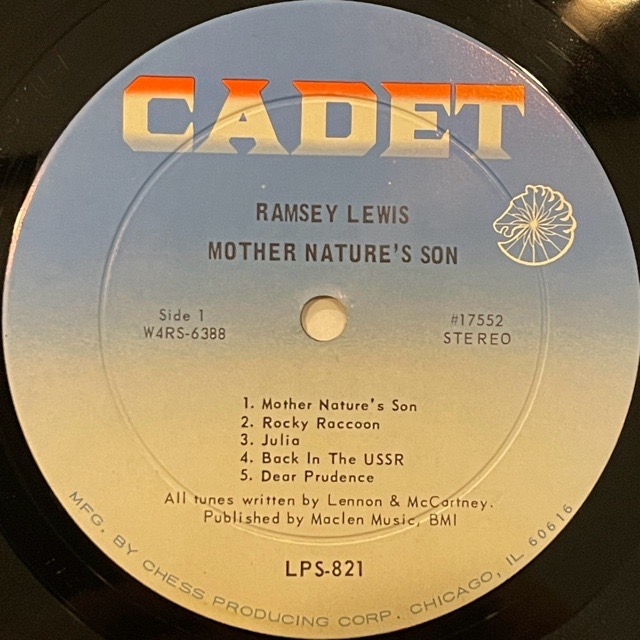 CADET
RAMSEY LEWIS
MOTHER NATURE'S SON
Side 1
W4RS-6388
#17552
STEREO
1. Mother Nature's Son
2. Rocky Raccoon
3. Julia
4. Back In The USSR
5. Dear Prudence
All tunes written by Lennon & McCartney.
Published by Maclen Music, BMI
LPS-821
MFG. BY CHESS PRODUCING CORP. CHICAGO, IL 60616